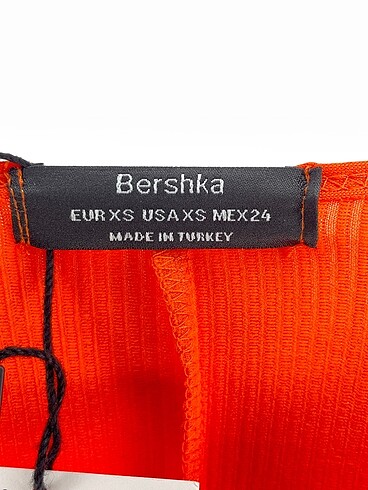 Bershka
EUR XS USA XS MEX 24
MADE IN TURKEY